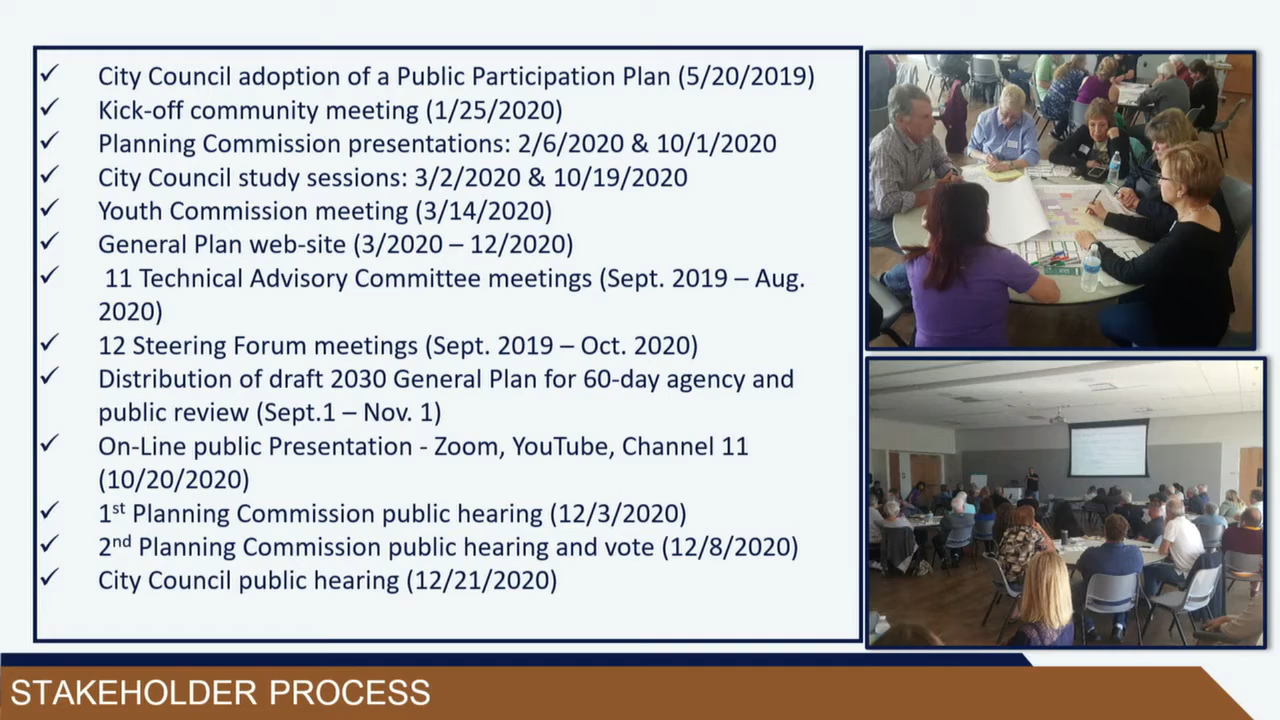 ✓ City Council adoption of a Public Participation Plan (5/20/2019)
✓ Kick-off community meeting (1/25/2020)
✓ Planning Commission presentations: 2/6/2020 & 10/1/2020
✓ City Council study sessions: 3/2/2020 & 10/19/2020
✓ Youth Commission meeting (3/14/2020)
✓ General Plan web-site (3/2020 – 12/2020)
✓ 11 Technical Advisory Committee meetings (Sept. 2019 – Aug.
2020)
✓ 12 Steering Forum meetings (Sept. 2019 – Oct. 2020)
✓ Distribution of draft 2030 General Plan for 60-day agency and
public review (Sept.1 – Nov. 1)
✓ On-Line public Presentation - Zoom, YouTube, Channel 11
(10/20/2020)
✓ 1st Planning Commission public hearing (12/3/2020)
✓ 2nd Planning Commission public hearing and vote (12/8/2020)
✓ City Council public hearing (12/21/2020)
STAKEHOLDER PROCESS